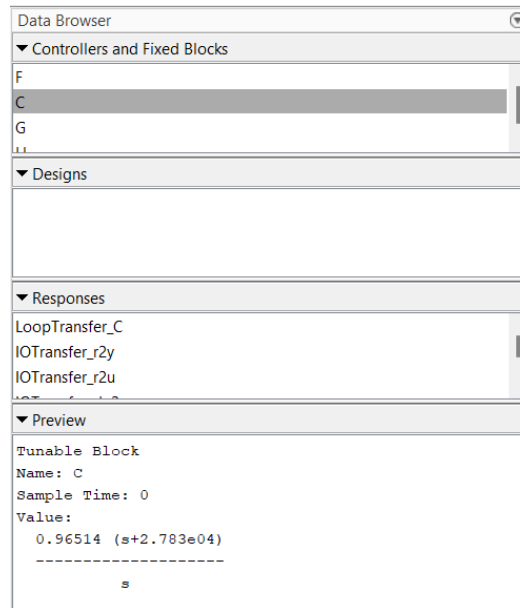 Data Browser
Controllers and Fixed Blocks
F
C
G
Designs
Responses
LoopTransfer_C
IOTransfer_r2y
IOTransfer_r2u
Preview
Tunable Block
Name: C
Sample Time: 0
Value:
0.96514 (s+2.783e04)
--------------------
s